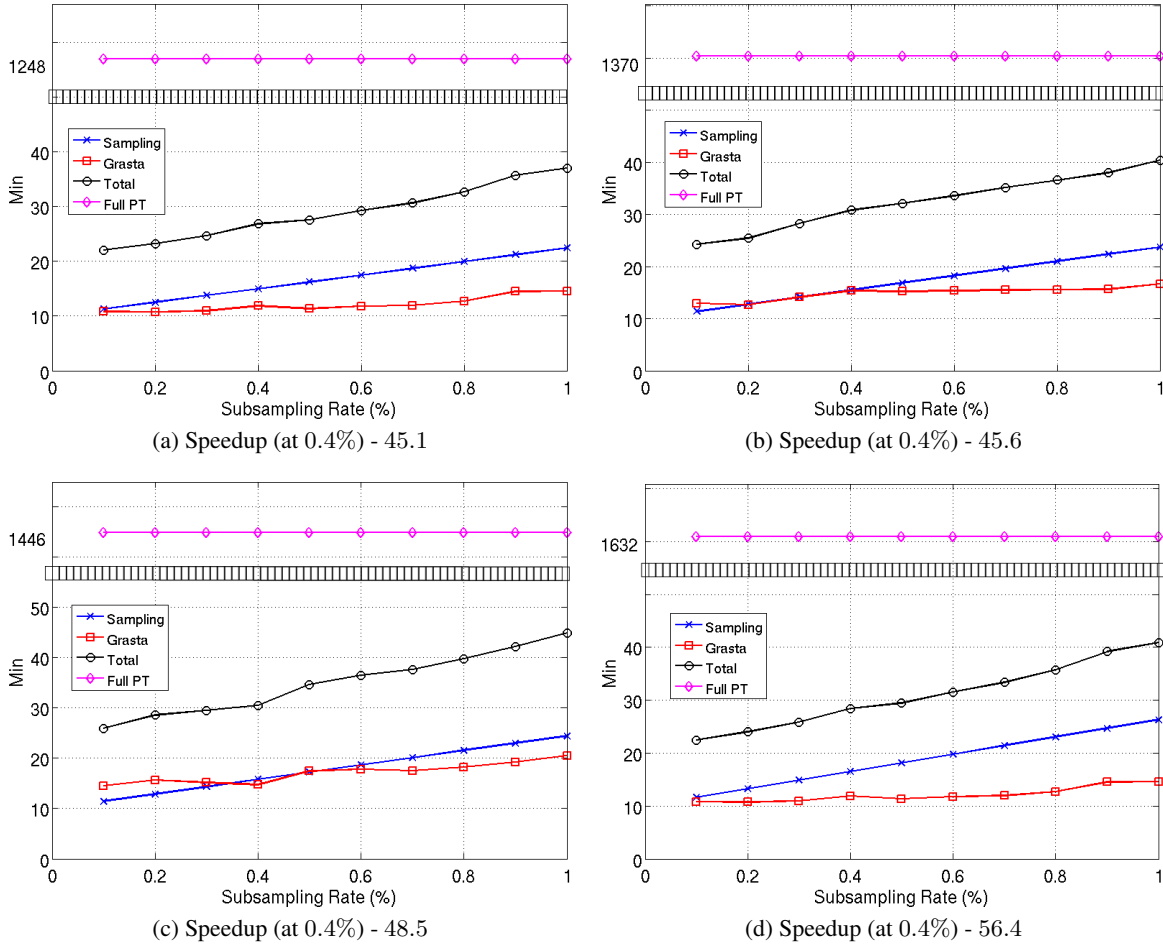 1248
40
30
20
10
0
Min
Sampling
Grasta
Total
Full PT
0 0.2 0.4 0.6 0.8 1
Subsampling Rate (%)
(a) Speedup (at 0.4%) - 45.1
1370
40
30
20
10
0
Min
Sampling
Grasta
Total
Full PT
0 0.2 0.4 0.6 0.8 1
Subsampling Rate (%)
(b) Speedup (at 0.4%) - 45.6
1446
50
40
30
20
10
0
Min
Sampling
Grasta
Total
Full PT
0 0.2 0.4 0.6 0.8 1
Subsampling Rate (%)
(c) Speedup (at 0.4%) - 48.5
1632
40
30
20
10
0
Min
Sampling
Grasta
Total
Full PT
0 0.2 0.4 0.6 0.8 1
Subsampling Rate (%)
(d) Speedup (at 0.4%) - 56.4